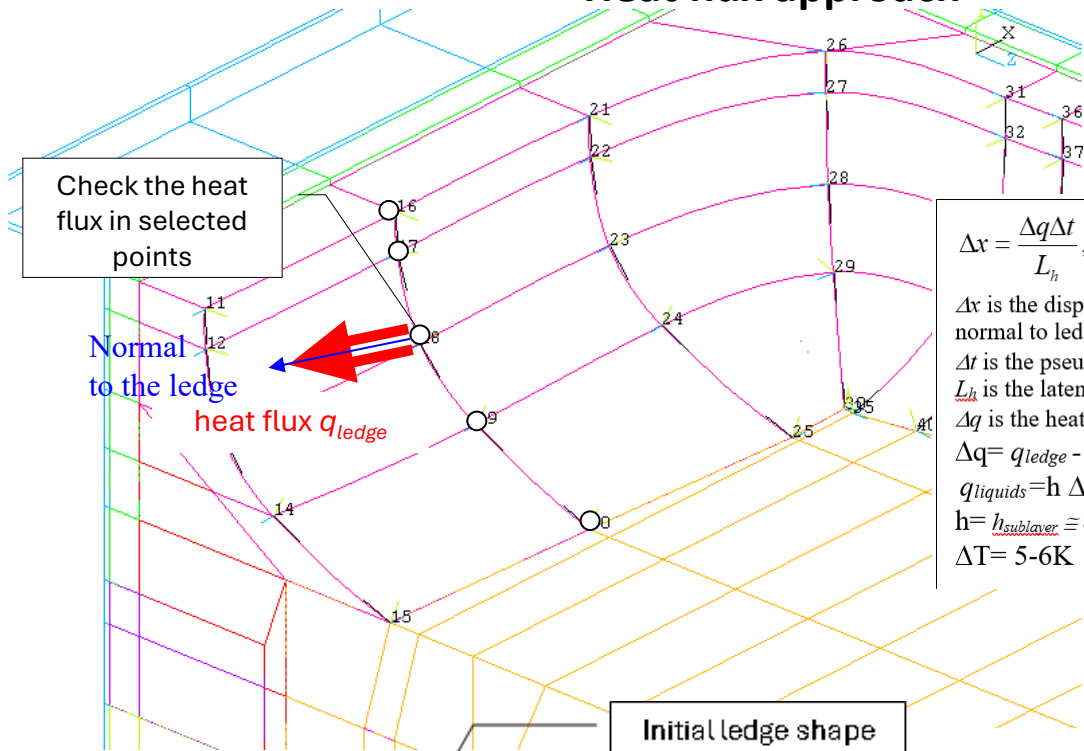 Heat flux approach
26
X
Z
27
31
36
21
32
37
22
Check the heat
flux in selected
points
28
16
17
23
29
11
24
12
Normal
to the ledge
heat flux q_ledge
Δx = ΔqΔt / L_h ,
Δx is the disp
normal to led
Δt is the pseu
L_h is the laten
Δq is the heat
Δq= q_ledge -
q_liquids=h Δ
h= h_sublayer ≅
ΔT= 5-6K
8
9
25
35
40
14
0
15
Initial ledge shape